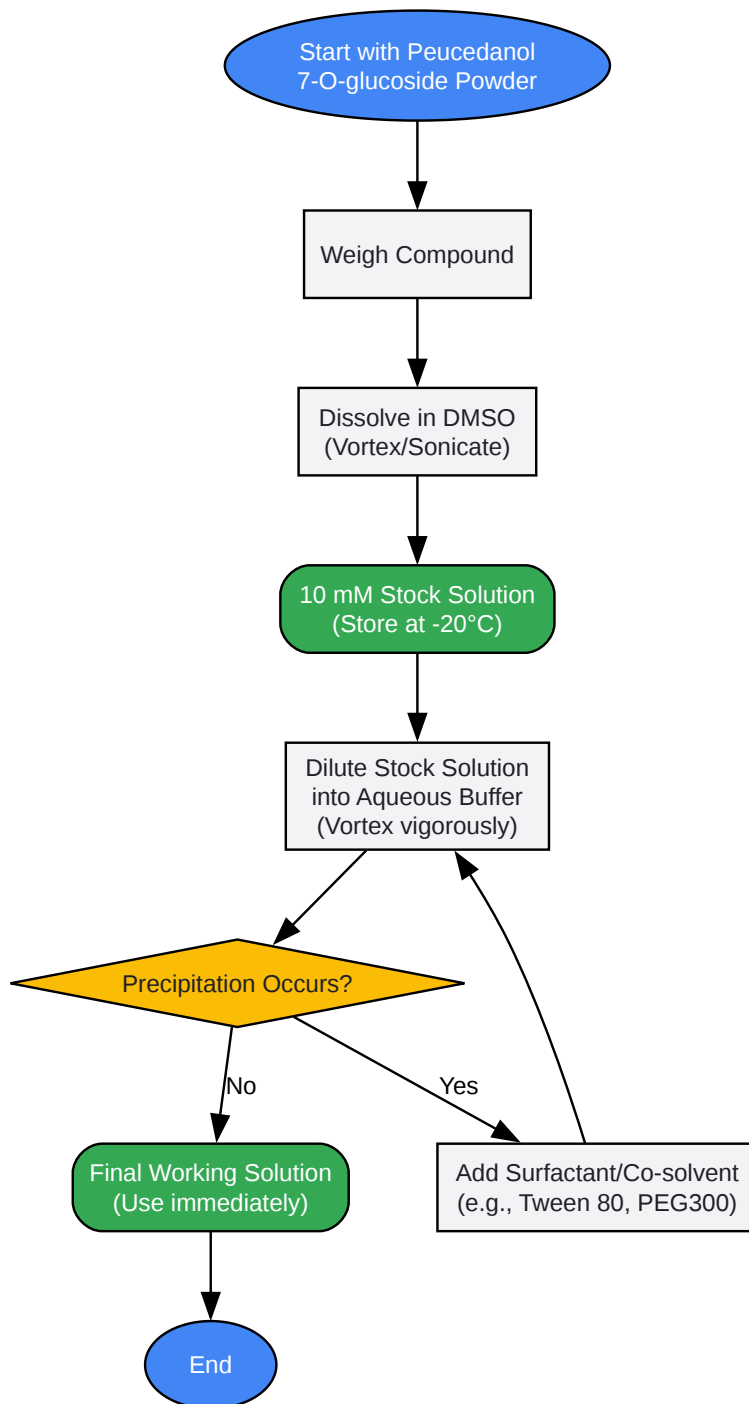 Start with Peucedanol
7-O-glucoside Powder
Weigh Compound
Dissolve in DMSO
(Vortex/Sonicate)
10 mM Stock Solution
(Store at -20°C)
Dilute Stock Solution
into Aqueous Buffer
(Vortex vigorously)
Precipitation Occurs?
No
Yes
Final Working Solution
(Use immediately)
Add Surfactant/Co-solvent
(e.g., Tween 80, PEG300)
End